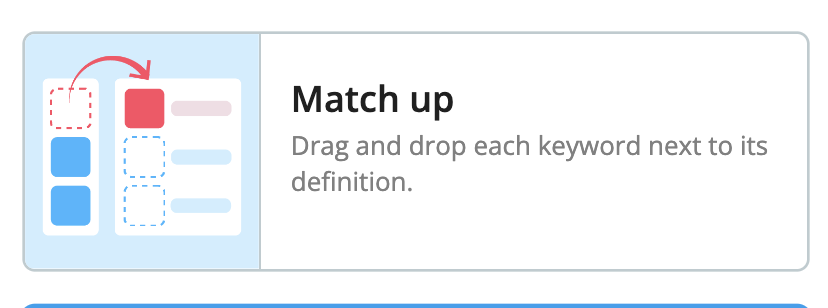 Match up
Drag and drop each keyword next to its
definition.